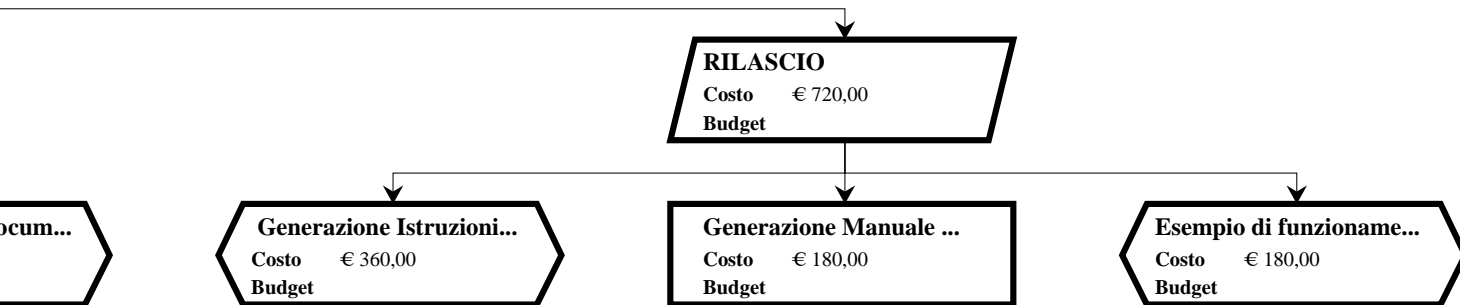 RILASCIO
Costo € 720,00
Budget
ocum...
Generazione Istruzioni...
Costo € 360,00
Budget
Generazione Manuale ...
Costo € 180,00
Budget
Esempio di funzioname...
Costo € 180,00
Budget